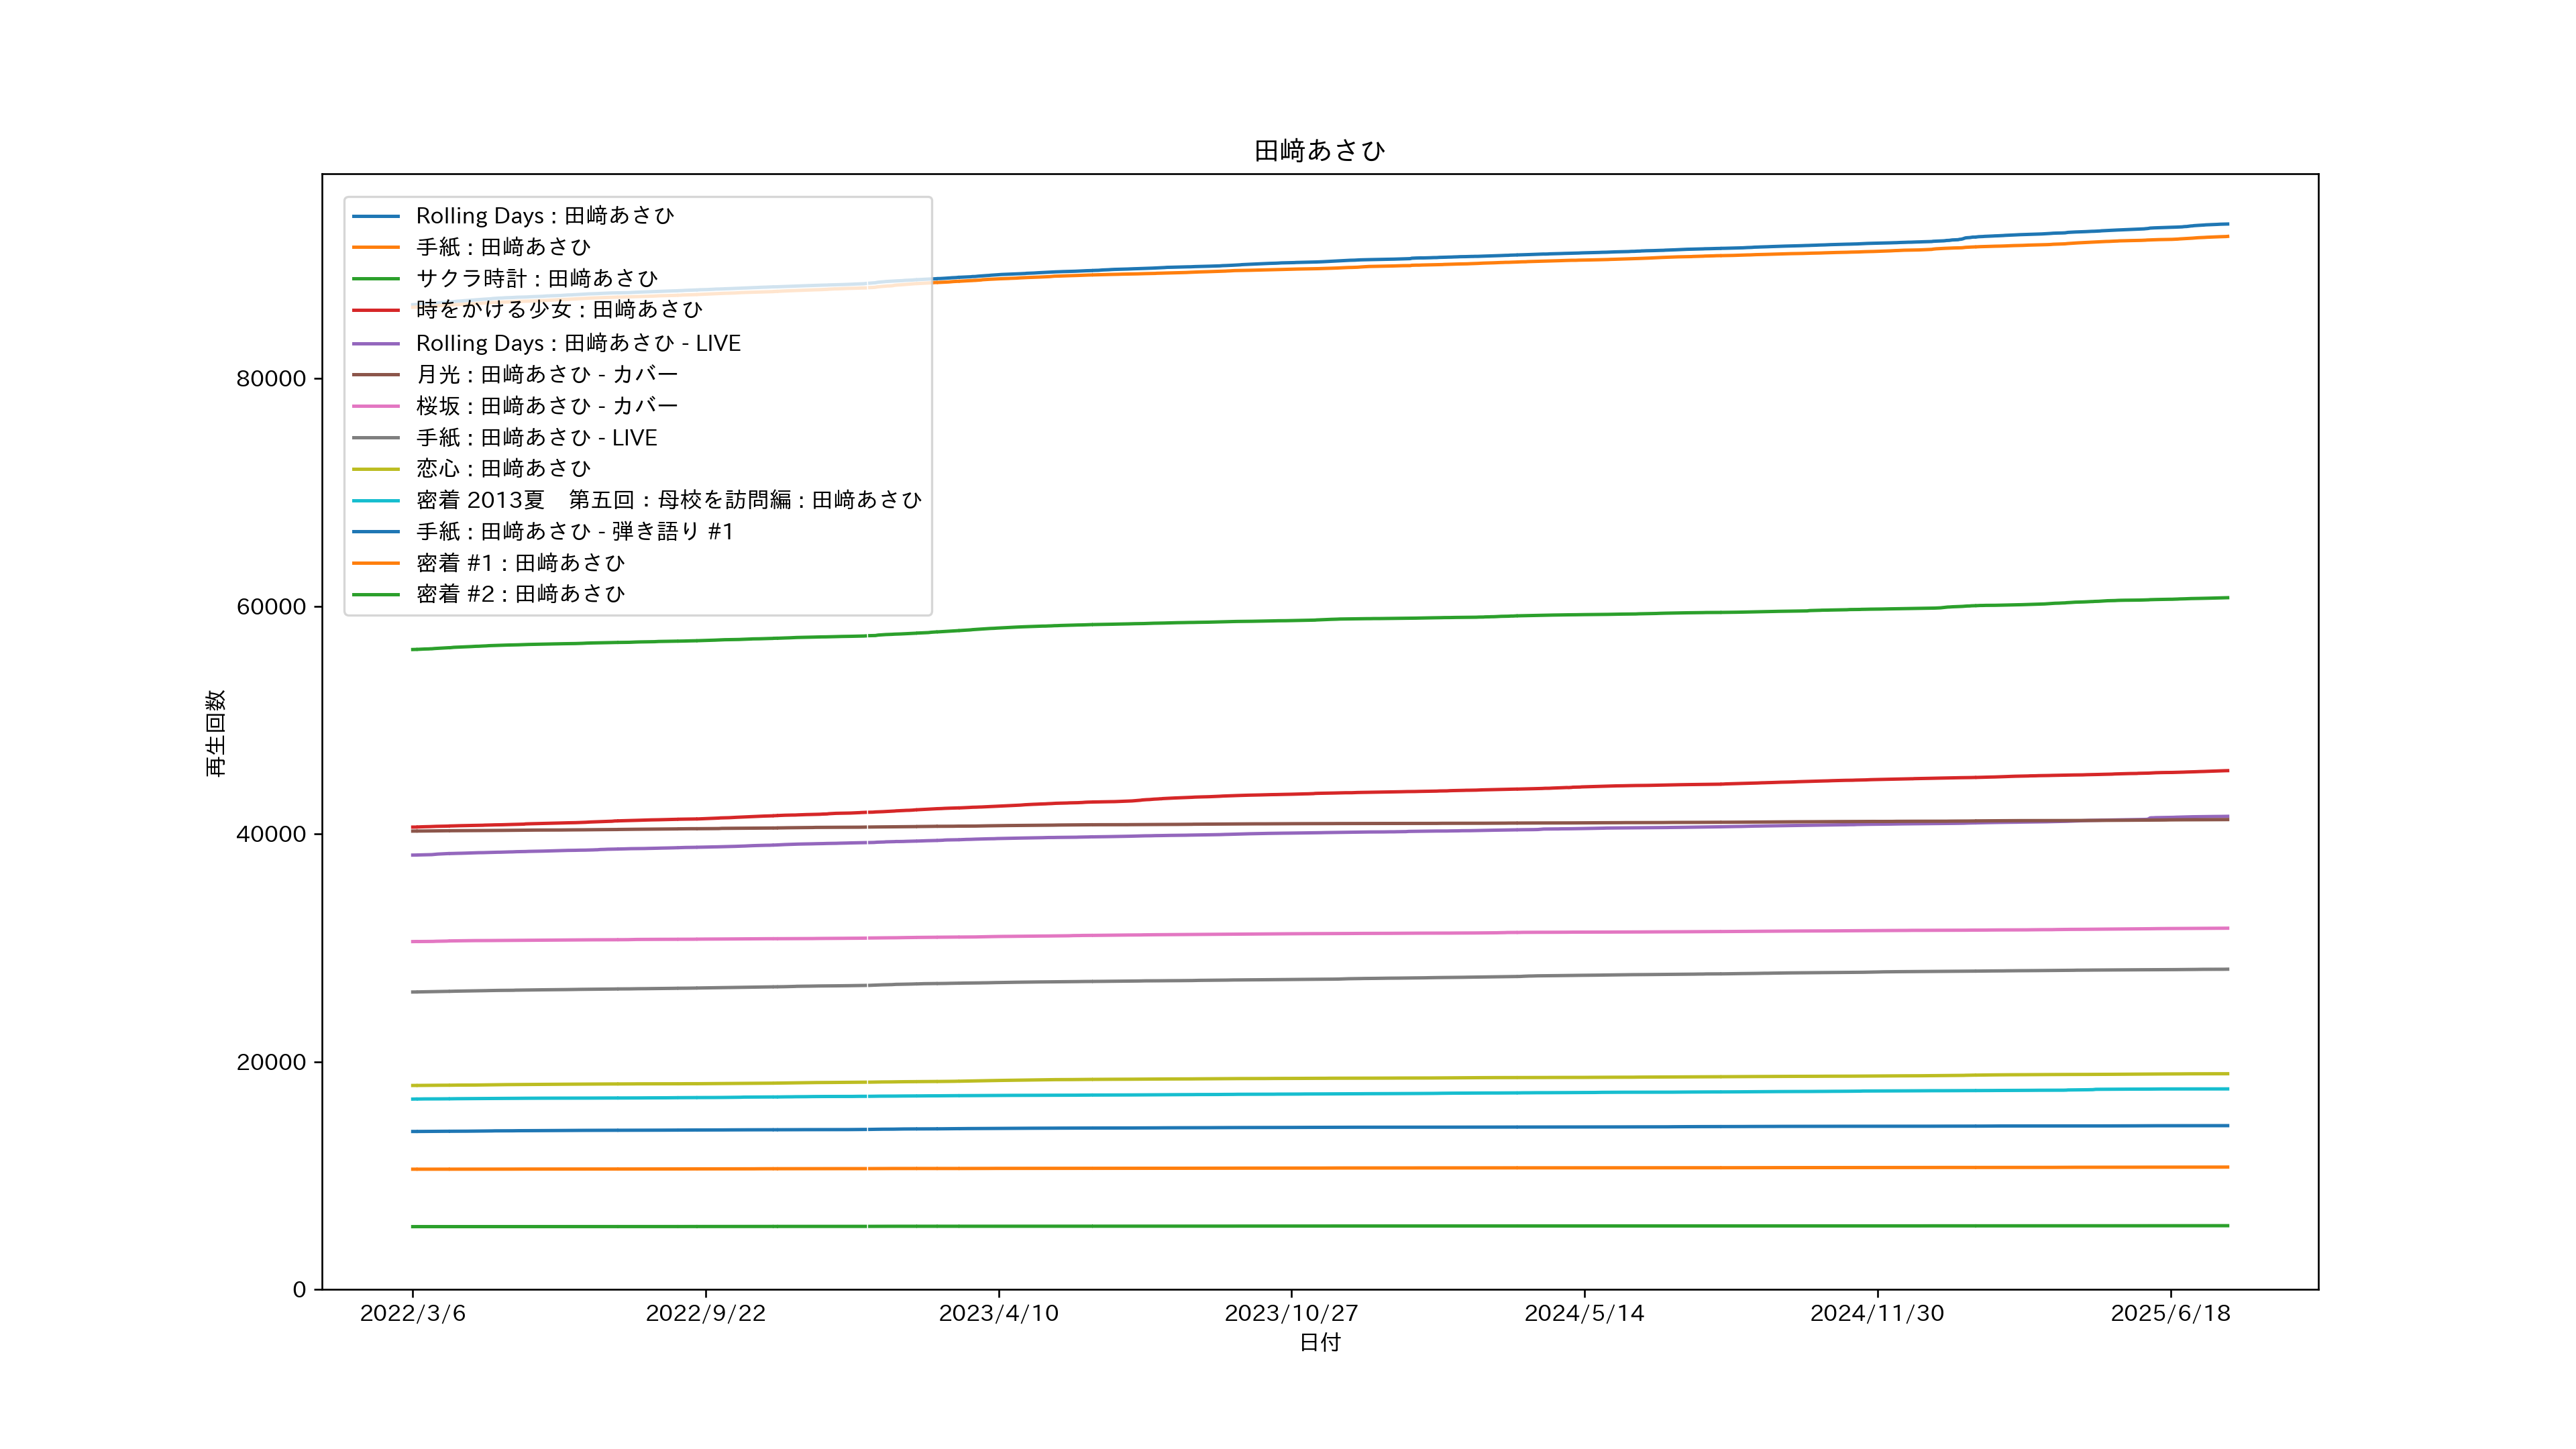 田﨑あさひ
Rolling Days : 田﨑あさひ
手紙 : 田﨑あさひ
サクラ時計 : 田﨑あさひ
時をかける少女 : 田﨑あさひ
Rolling Days : 田﨑あさひ - LIVE
月光 : 田﨑あさひ - カバー
桜坂 : 田﨑あさひ - カバー
手紙 : 田﨑あさひ - LIVE
恋心 : 田﨑あさひ
密着 2013夏　第五回：母校を訪問編 : 田﨑あさひ
手紙 : 田﨑あさひ - 弾き語り #1
密着 #1 : 田﨑あさひ
密着 #2 : 田﨑あさひ
再生回数
80000
60000
40000
20000
0
2022/3/6
2022/9/22
2023/4/10
2023/10/27
2024/5/14
2024/11/30
2025/6/18
日付